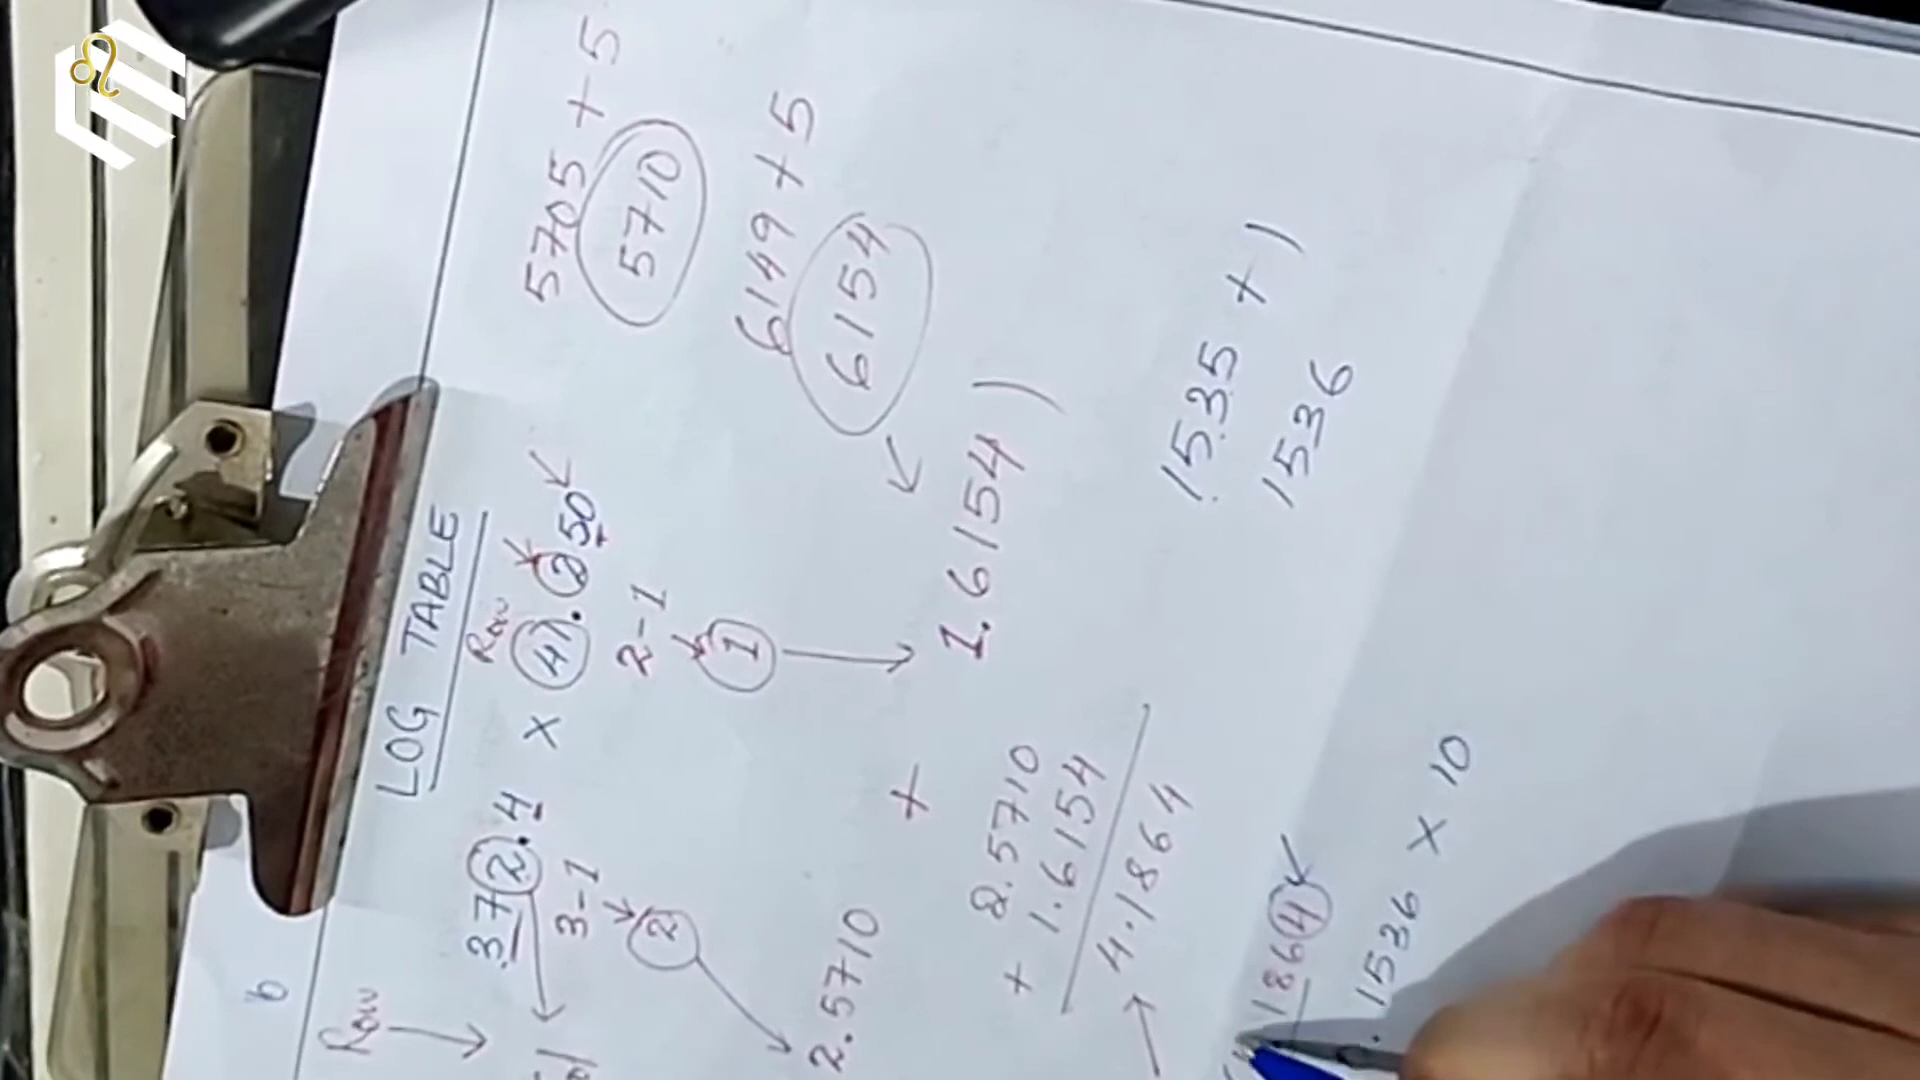 LOG TABLE
Row
Row
372.4 × 41.250
3-1
2-1
2
1
5705 + 5
5710
6149 + 5
6154
2.5710 + 1.6154)
2.5710
+ 1.6154
4.1864
1864
1535 + 1
1536
.1536 × 10